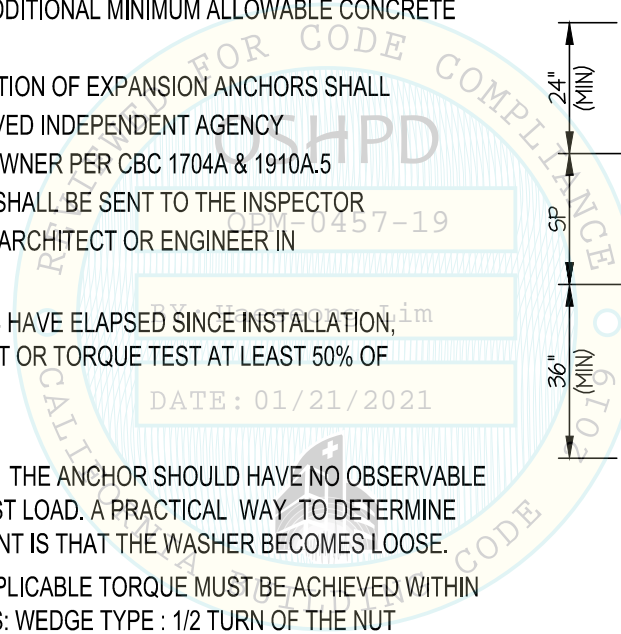 DDITIONAL MINIMUM ALLOWABLE CONCRETE
TION OF EXPANSION ANCHORS SHALL
VED INDEPENDENT AGENCY
WNER PER CBC 1704A & 1910A.5
SHALL BE SENT TO THE INSPECTOR
ARCHITECT OR ENGINEER IN
HAVE ELAPSED SINCE INSTALLATION,
T OR TORQUE TEST AT LEAST 50% OF
THE ANCHOR SHOULD HAVE NO OBSERVABLE
ST LOAD. A PRACTICAL WAY TO DETERMINE
NT IS THAT THE WASHER BECOMES LOOSE.
PPLICABLE TORQUE MUST BE ACHIEVED WITHIN
S: WEDGE TYPE : 1/2 TURN OF THE NUT
24"
(MIN)
SP
36"
(MIN)
REVIEWED FOR CODE COMPLIANCE
OSHPD
OPM-0457-19
BY: Lim
DATE: 01/21/2021
CALIFORNIA BUILDING CODE 2019